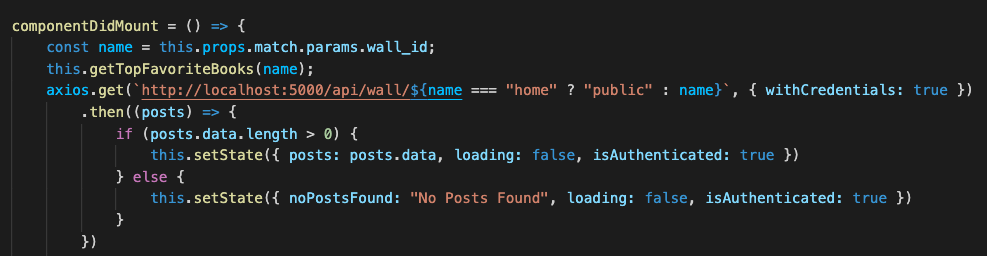 componentDidMount = () => {
const name = this.props.match.params.wall_id;
this.getTopFavoriteBooks(name);
axios.get(`http://localhost:5000/api/wall/${name === "home" ? "public" : name}`, { withCredentials: true })
.then((posts) => {
if (posts.data.length > 0) {
this.setState({ posts: posts.data, loading: false, isAuthenticated: true })
} else {
this.setState({ noPostsFound: "No Posts Found", loading: false, isAuthenticated: true })
}
})